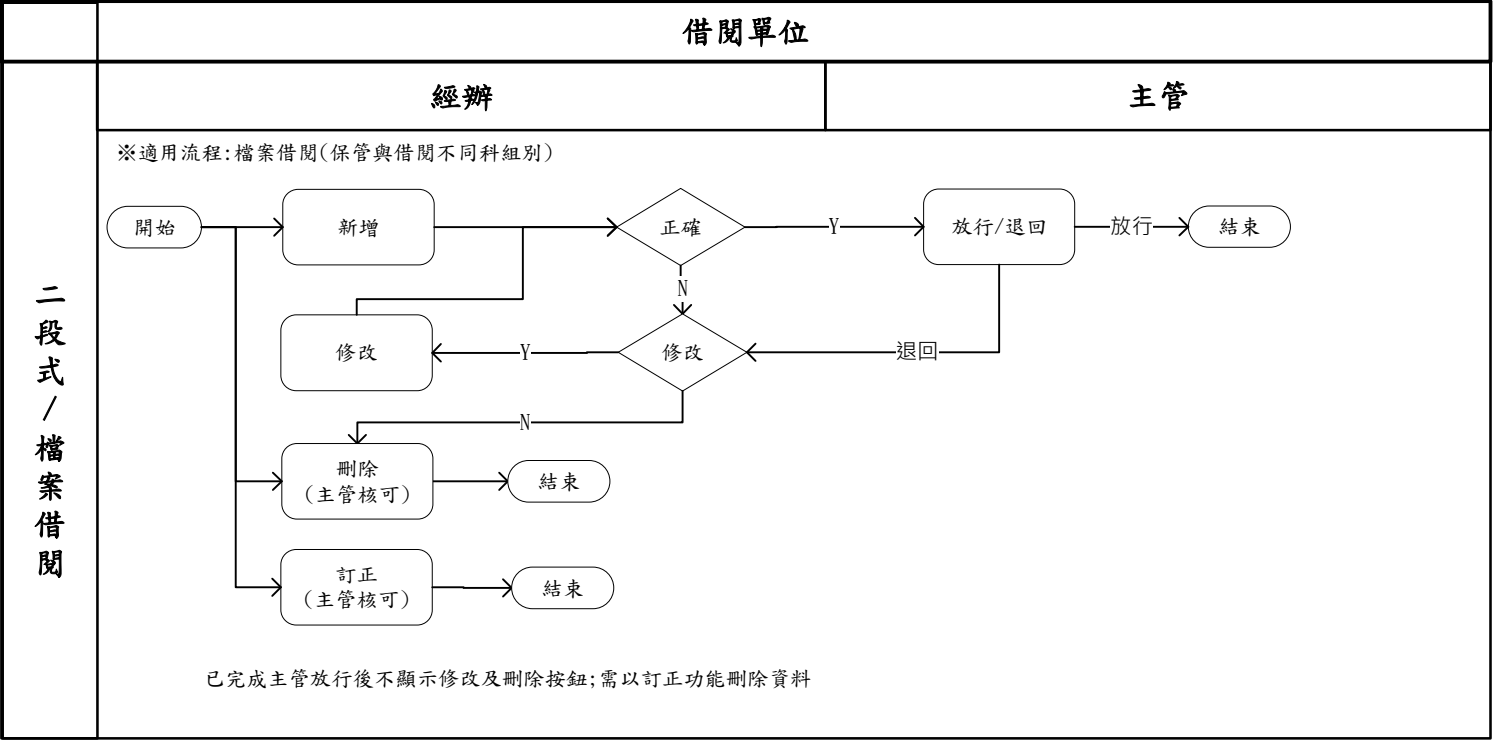 借閱單位
經辦
主管
二段式/檔案借閱
※適用流程:檔案借閱(保管與借閱不同科組別)
開始
新增
正確
Y
放行/退回
放行
結束
N
修改
Y
修改
退回
N
刪除
(主管核可)
結束
訂正
(主管核可)
結束
已完成主管放行後不顯示修改及刪除按鈕;需以訂正功能刪除資料